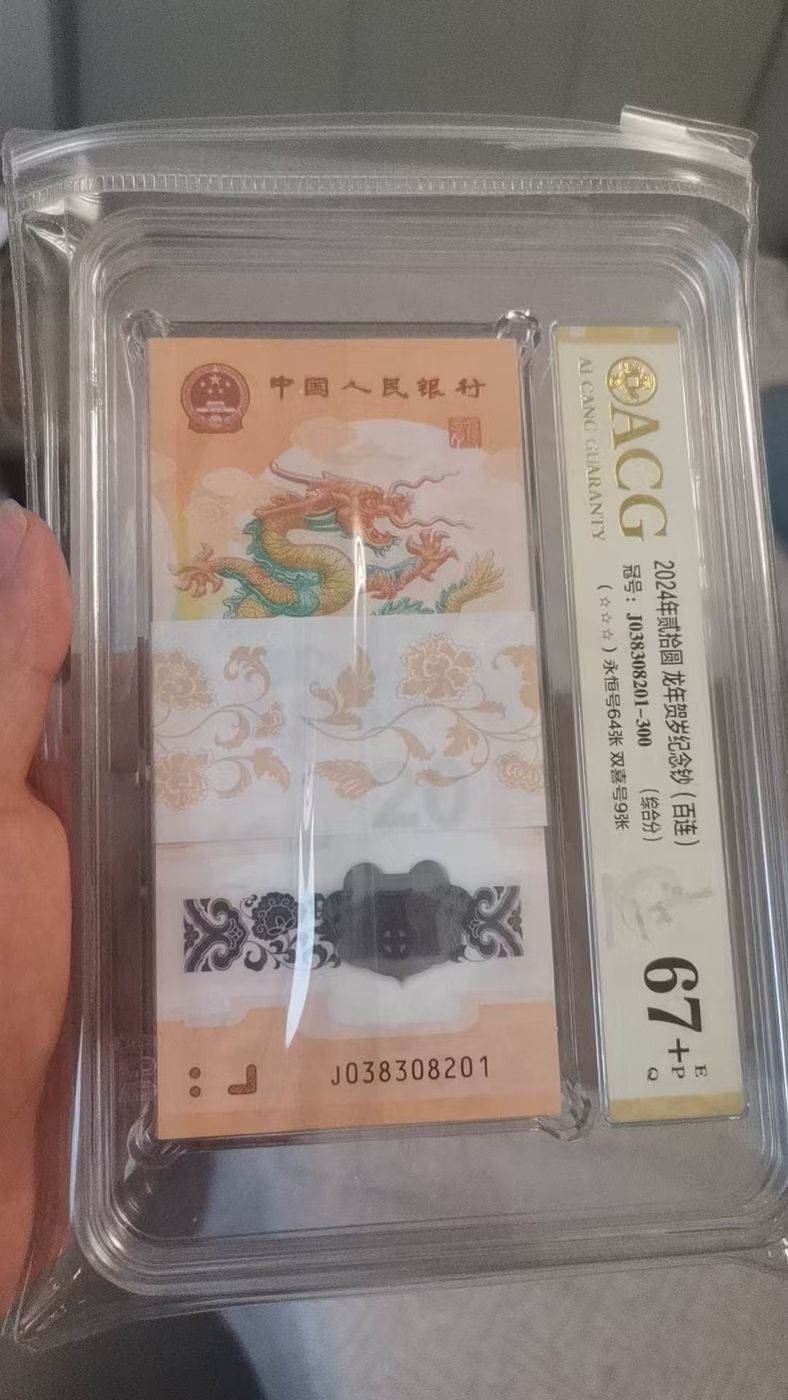 中国人民银行
20
J038308201
ACG
AI CANG GUARANTY
2024年贰拾圆 龙年贺岁纪念钞（百连）
冠号：J038308201-300 （综合分）
（☆☆☆）永恒号64张 双喜号9张
67+
E
P
Q